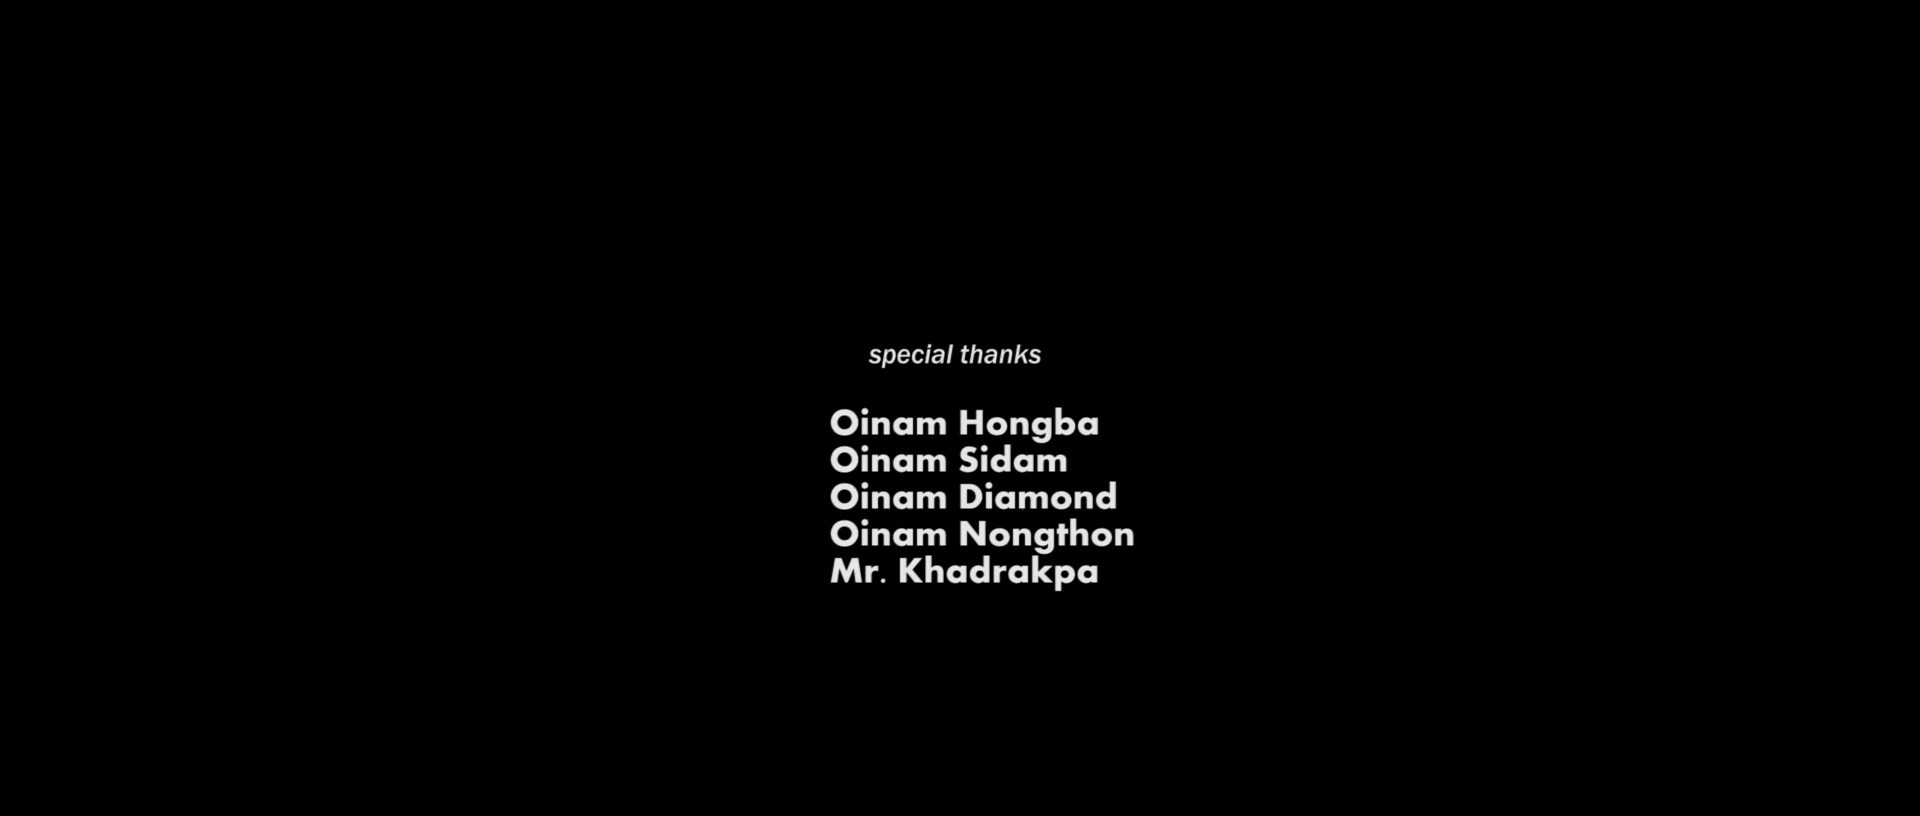 special thanks
Oinam Hongba
Oinam Sidam
Oinam Diamond
Oinam Nongthon
Mr. Khadrakpa